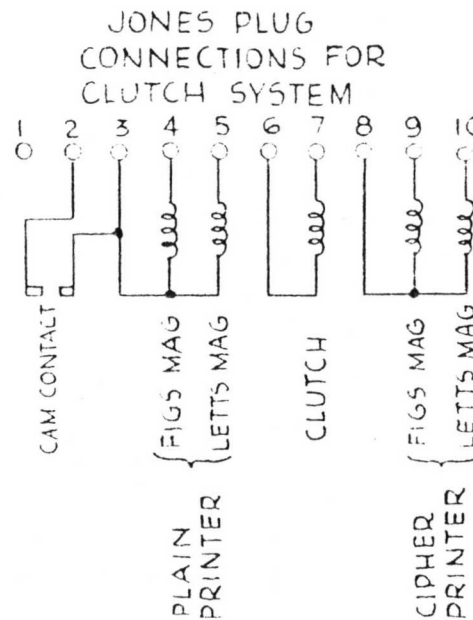 JONES PLUG
CONNECTIONS FOR
CLUTCH SYSTEM
1 2 3 4 5 6 7 8 9 10
CAM CONTACT
FIGS MAG
LETTS MAG
CLUTCH
FIGS MAG
LETTS MAG
PLAIN
PRINTER
CIPHER
PRINTER